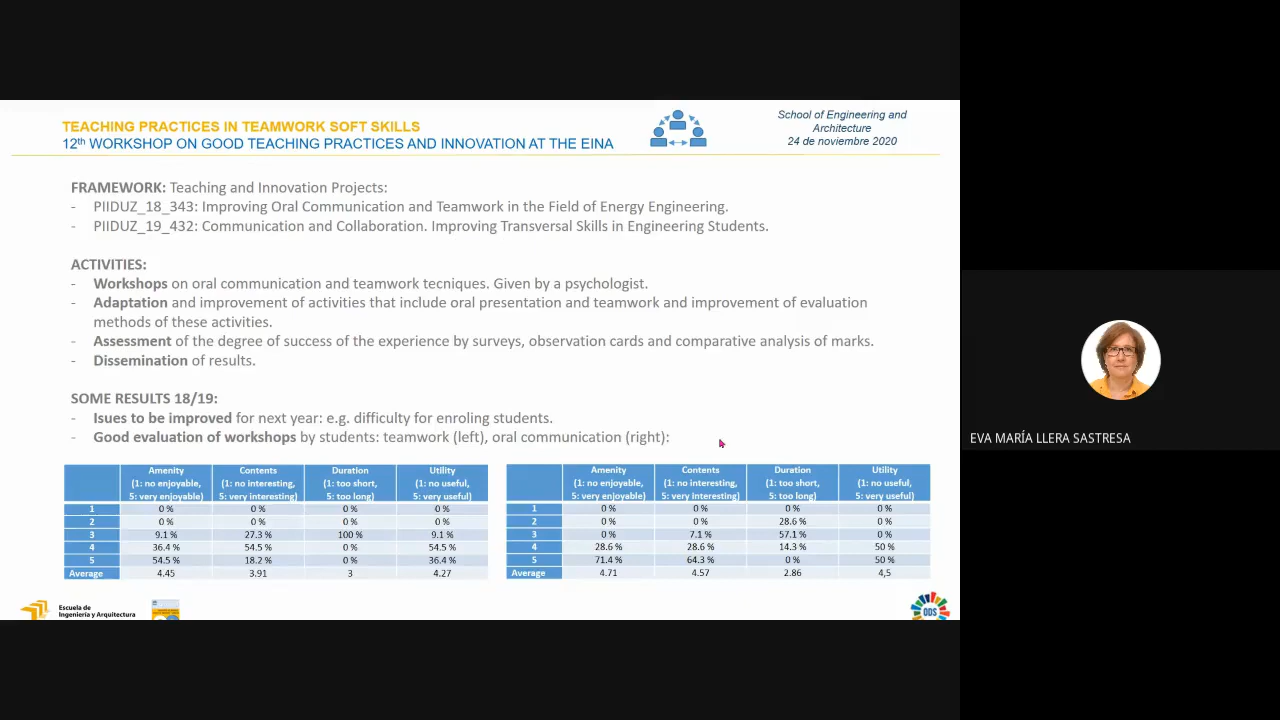 TEACHING PRACTICES IN TEAMWORK SOFT SKILLS
12th WORKSHOP ON GOOD TEACHING PRACTICES AND INNOVATION AT THE EINA
School of Engineering and
Architecture
24 de noviembre 2020
FRAMEWORK: Teaching and Innovation Projects:
- PIIDUZ_18_343: Improving Oral Communication and Teamwork in the Field of Energy Engineering.
- PIIDUZ_19_432: Communication and Collaboration. Improving Transversal Skills in Engineering Students.
ACTIVITIES:
- Workshops on oral communication and teamwork tecniques. Given by a psychologist.
- Adaptation and improvement of activities that include oral presentation and teamwork and improvement of evaluation
methods of these activities.
- Assessment of the degree of success of the experience by surveys, observation cards and comparative analysis of marks.
- Dissemination of results.
SOME RESULTS 18/19:
- Isues to be improved for next year: e.g. difficulty for enroling students.
- Good evaluation of workshops by students: teamwork (left), oral communication (right):
Amenity Contents Duration Utility
(1: no enjoyable, (1: no interesting, (1: too short, (1: no useful,
5: very enjoyable) 5: very interesting) 5: too long) 5: very useful)
1 0 % 0 % 0 % 0 %
2 0 % 0 % 0 % 0 %
3 9.1 % 27.3 % 100 % 9.1 %
4 36.4 % 54.5 % 0 % 54.5 %
5 54.5 % 18.2 % 0 % 36.4 %
Average 4.45 3.91 3 4.27
Amenity Contents Duration Utility
(1: no enjoyable, (1: no interesting, (1: too short, (1: no useful,
5: very enjoyable) 5: very interesting) 5: too long) 5: very useful)
1 0 % 0 % 0 % 0 %
2 0 % 0 % 28.6 % 0 %
3 0 % 7.1 % 57.1 % 0 %
4 28.6 % 28.6 % 14.3 % 50 %
5 71.4 % 64.3 % 0 % 50 %
Average 4.71 4.57 2.86 4,5
Escuela de
Ingeniería y Arquitectura
ODS
EVA MARÍA LLERA SASTRESA